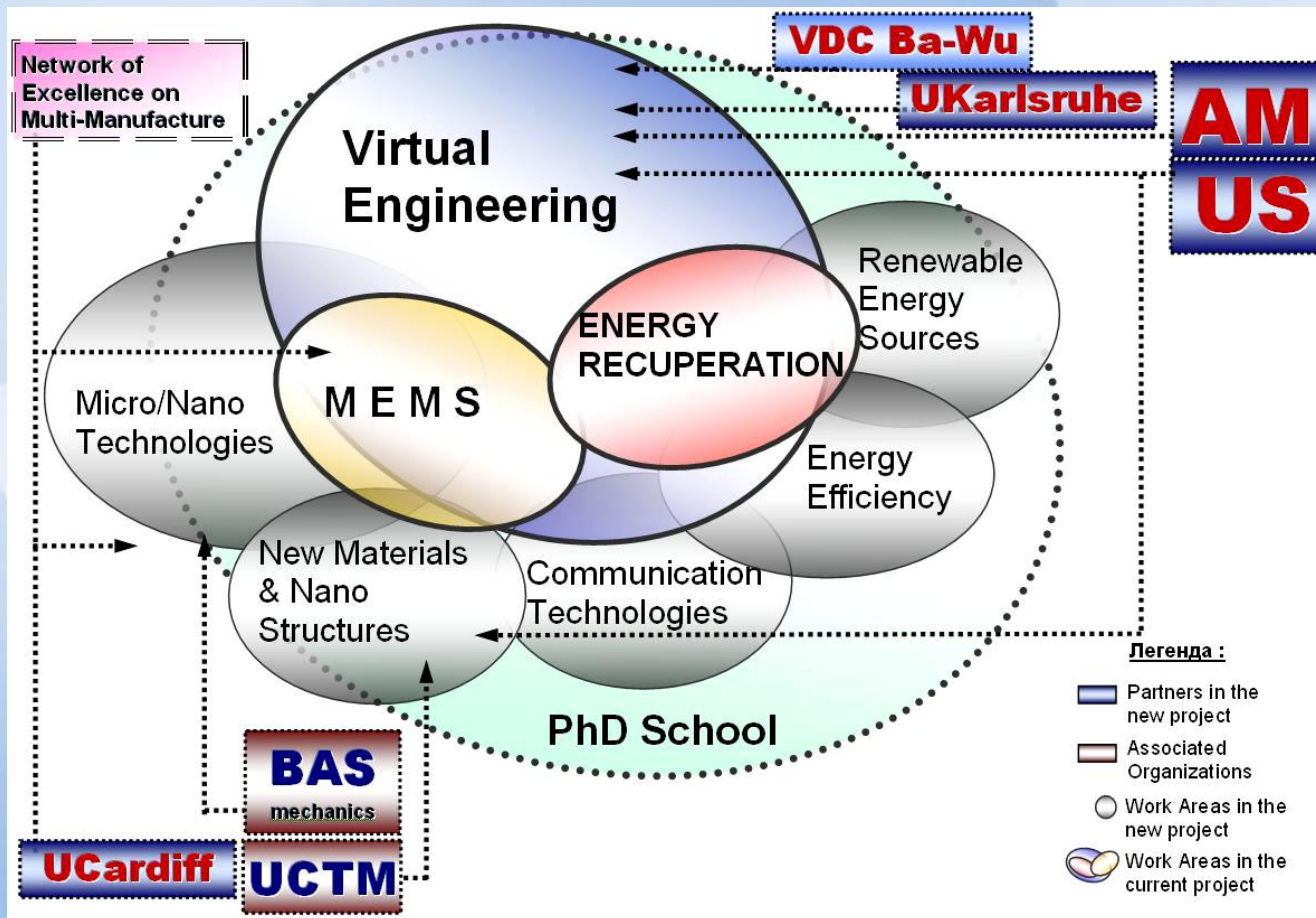 Network of
Excellence on
Multi-Manufacture
VDC Ba-Wu
UKarlsruhe
AM
US
Virtual
Engineering
Renewable
Energy
Sources
ENERGY
RECUPERATION
M E M S
Micro/Nano
Technologies
Energy
Efficiency
New Materials
& Nano
Structures
Communication
Technologies
PhD School
BAS
mechanics
UCardiff
UCTM
Легенда :
Partners in the
new project
Associated
Organizations
Work Areas in the
new project
Work Areas in the
current project